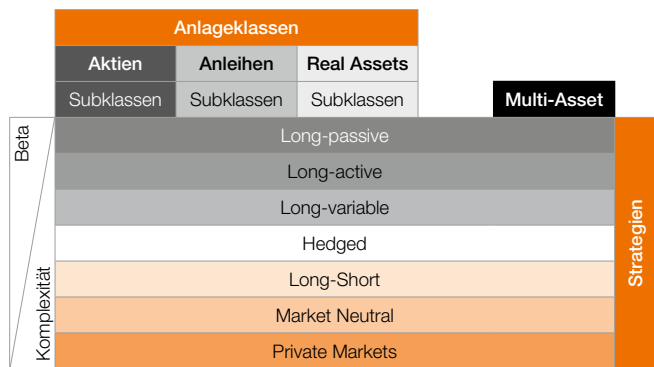 Anlageklassen
Aktien Anleihen Real Assets
Subklassen Subklassen Subklassen Multi-Asset
Beta
Komplexität
Long-passive
Long-active
Long-variable
Hedged
Long-Short
Market Neutral
Private Markets
Strategien